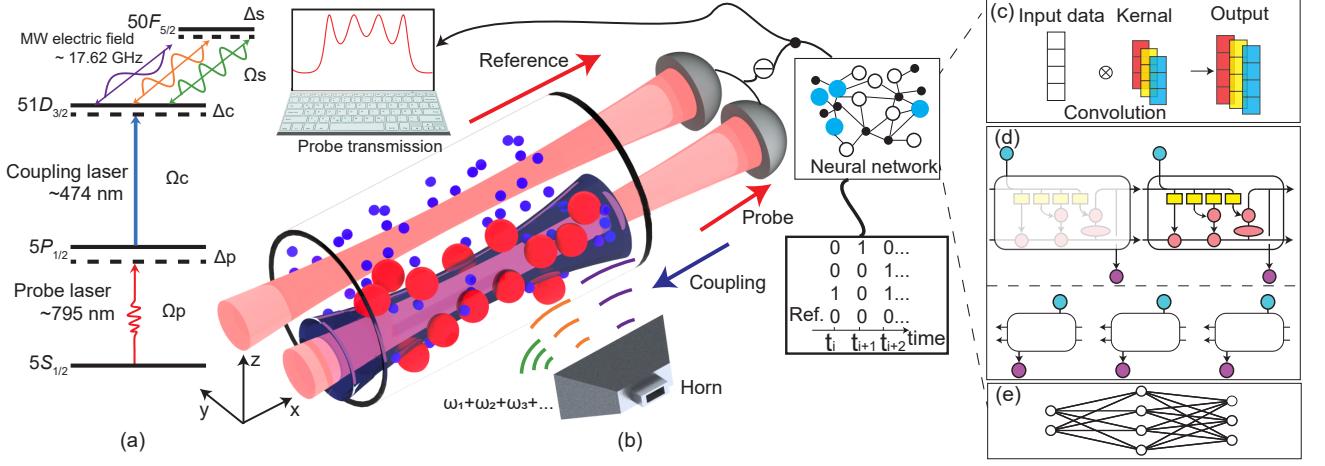 50F5/2
Δs
MW electric field
~ 17.62 GHz
Ωs
51D3/2
Δc
Coupling laser
~474 nm
Ωc
5P1/2
Δp
Probe laser
~795 nm
Ωp
5S1/2
(a)
z
y
x
Probe transmission
Reference
Probe
Coupling
Horn
ω₁+ω₂+ω₃+...
(b)
Neural network
0 1 0...
0 0 1...
1 0 1...
Ref. 0 0 0...
ti ti+1 ti+2 time
(c)
Input data Kernal Output
Convolution
(d)
(e)